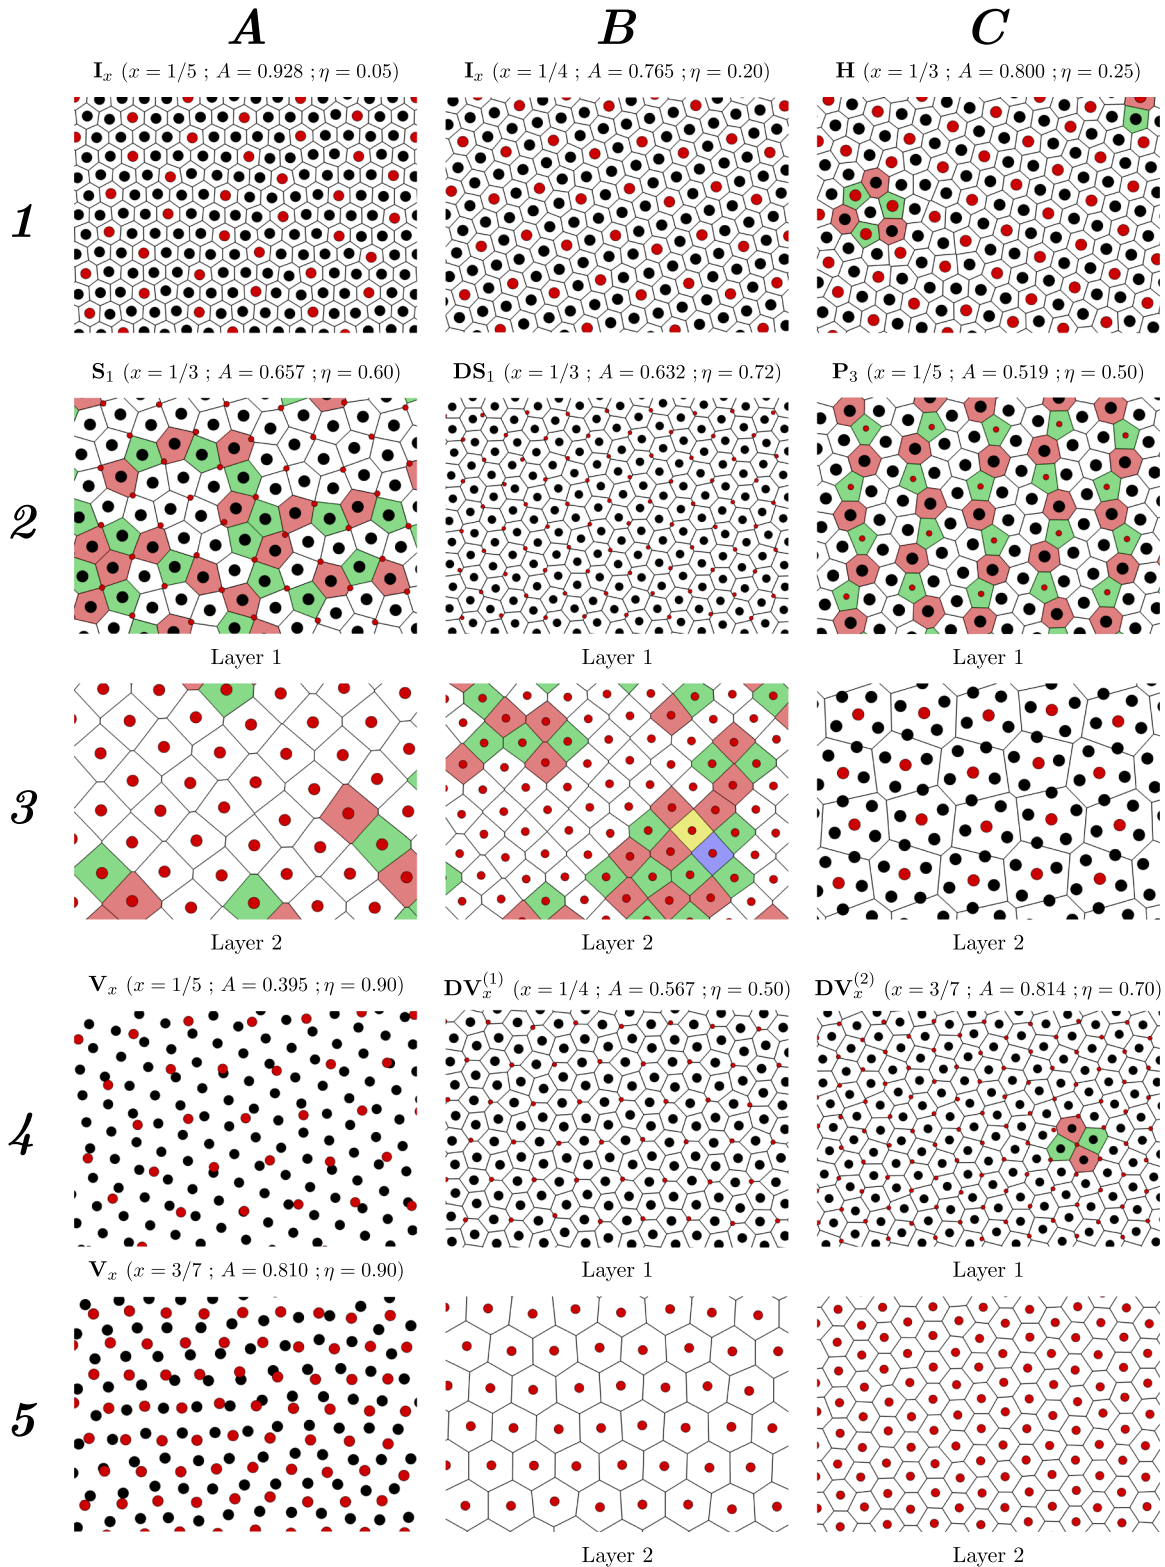 A B C
I_x (x = 1/5 ; A = 0.928 ; η = 0.05) I_x (x = 1/4 ; A = 0.765 ; η = 0.20) H (x = 1/3 ; A = 0.800 ; η = 0.25)
1
S_1 (x = 1/3 ; A = 0.657 ; η = 0.60) DS_1 (x = 1/3 ; A = 0.632 ; η = 0.72) P_3 (x = 1/5 ; A = 0.519 ; η = 0.50)
2
Layer 1 Layer 1 Layer 1
3
Layer 2 Layer 2 Layer 2
V_x (x = 1/5 ; A = 0.395 ; η = 0.90) DV_x^(1) (x = 1/4 ; A = 0.567 ; η = 0.50) DV_x^(2) (x = 3/7 ; A = 0.814 ; η = 0.70)
4
V_x (x = 3/7 ; A = 0.810 ; η = 0.90) Layer 1 Layer 1
5
Layer 2 Layer 2